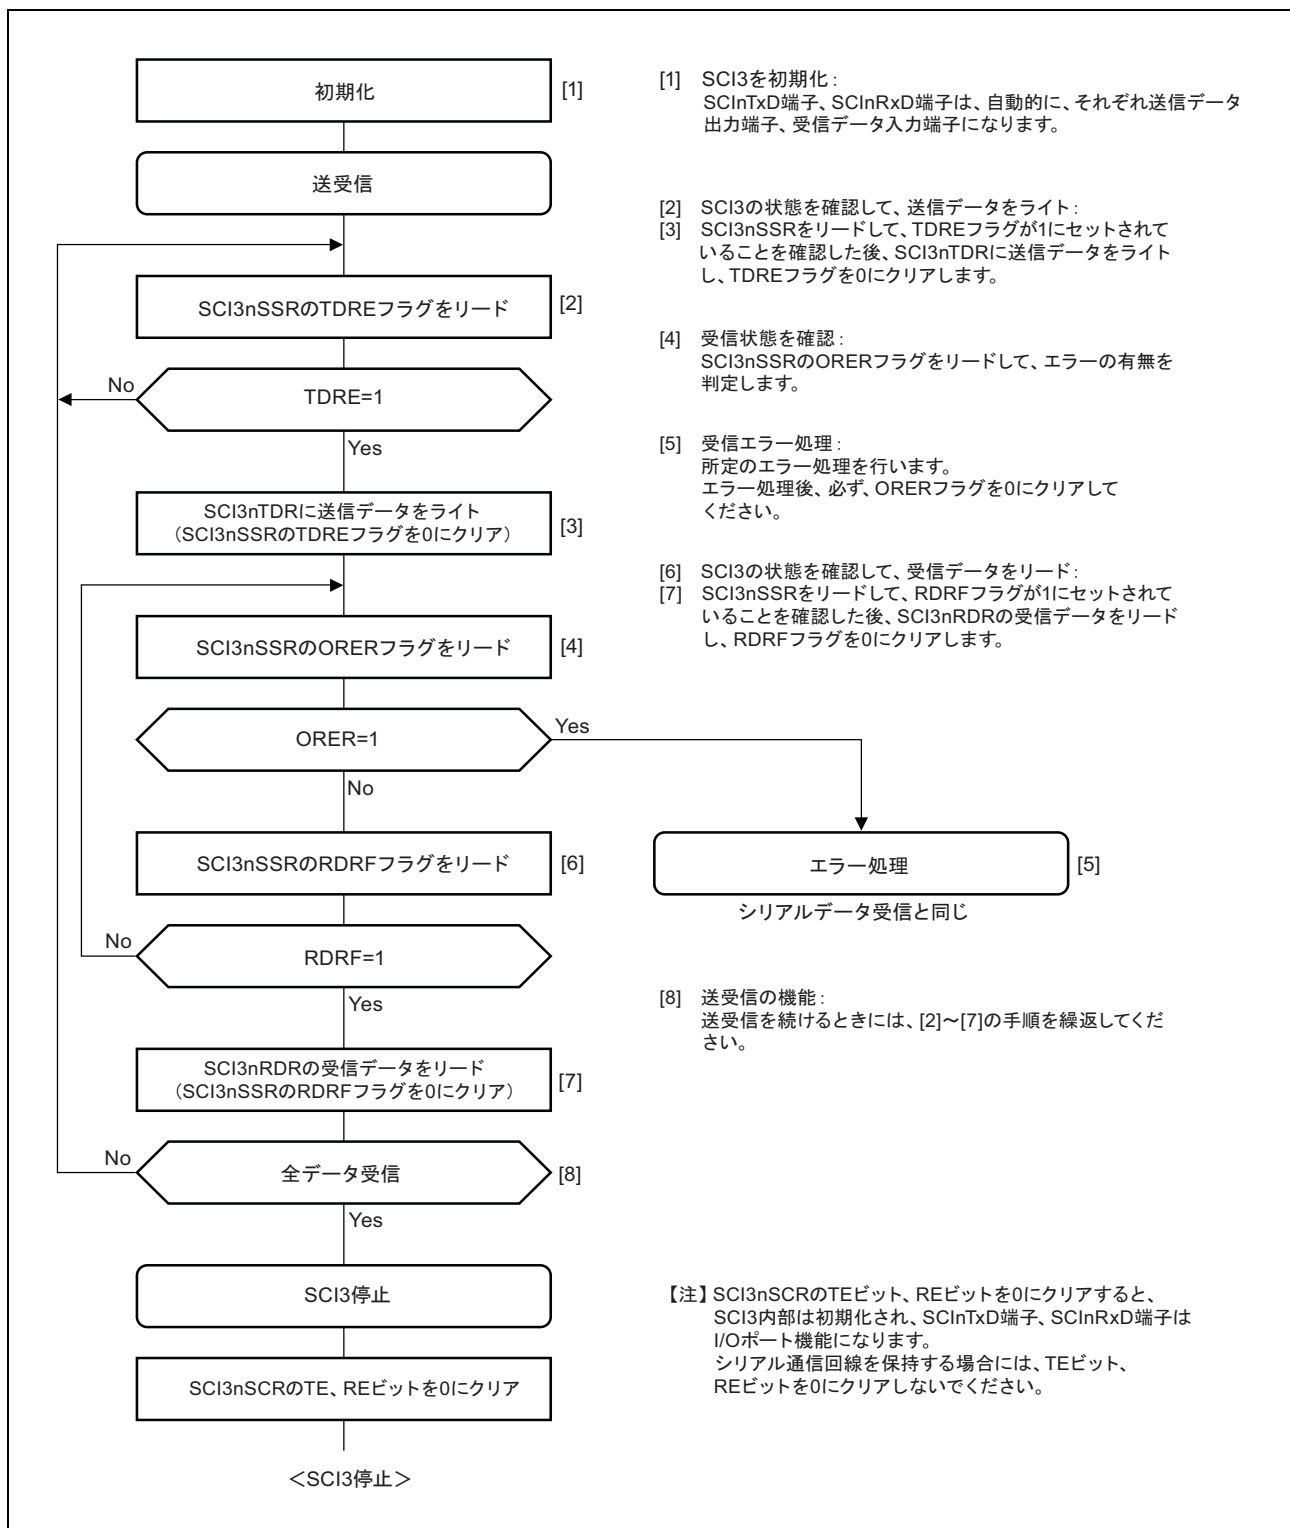 初期化
[1]
送受信
SCI3nSSRのTDREフラグをリード
[2]
No
TDRE=1
Yes
SCI3nTDRに送信データをライト
（SCI3nSSRのTDREフラグを0にクリア）
[3]
SCI3nSSRのORERフラグをリード
[4]
ORER=1
Yes
No
SCI3nSSRのRDRFフラグをリード
[6]
エラー処理
[5]
シリアルデータ受信と同じ
No
RDRF=1
Yes
SCI3nRDRの受信データをリード
（SCI3nSSRのRDRFフラグを0にクリア）
[7]
No
全データ受信
[8]
Yes
SCI3停止
SCI3nSCRのTE、REビットを0にクリア
＜SCI3停止＞
[1] SCI3を初期化：
SCInTxD端子、SCInRxD端子は、自動的に、それぞれ送信データ
出力端子、受信データ入力端子になります。
[2] SCI3の状態を確認して、送信データをライト：
[3] SCI3nSSRをリードして、TDREフラグが1にセットされて
いることを確認した後、SCI3nTDRに送信データをライト
し、TDREフラグを0にクリアします。
[4] 受信状態を確認：
SCI3nSSRのORERフラグをリードして、エラーの有無を
判定します。
[5] 受信エラー処理：
所定のエラー処理を行います。
エラー処理後、必ず、ORERフラグを0にクリアして
ください。
[6] SCI3の状態を確認して、受信データをリード：
[7] SCI3nSSRをリードして、RDRFフラグが1にセットされて
いることを確認した後、SCI3nRDRの受信データをリード
し、RDRFフラグを0にクリアします。
[8] 送受信の機能：
送受信を続けるときには、[2]～[7]の手順を繰返してくだ
さい。
【注】SCI3nSCRのTEビット、REビットを0にクリアすると、
SCI3内部は初期化され、SCInTxD端子、SCInRxD端子は
I/Oポート機能になります。
シリアル通信回線を保持する場合には、TEビット、
REビットを0にクリアしないでください。